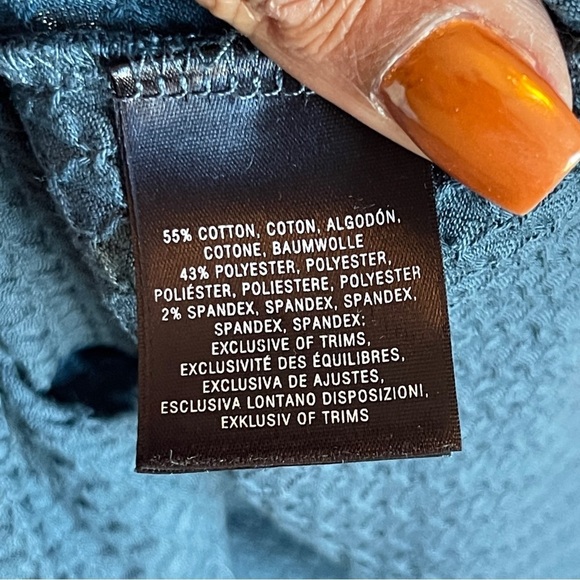 55% COTTON, COTON, ALGODÓN,
COTONE, BAUMWOLLE
43% POLYESTER, POLYESTER,
POLIÉSTER, POLIESTERE, POLYESTER
2% SPANDEX, SPANDEX, SPANDEX,
SPANDEX, SPANDEX;
EXCLUSIVE OF TRIMS,
EXCLUSIVITÉ DES ÉQUILIBRES,
EXCLUSIVA DE AJUSTES,
ESCLUSIVA LONTANO DISPOSIZIONI,
EXKLUSIV OF TRIMS